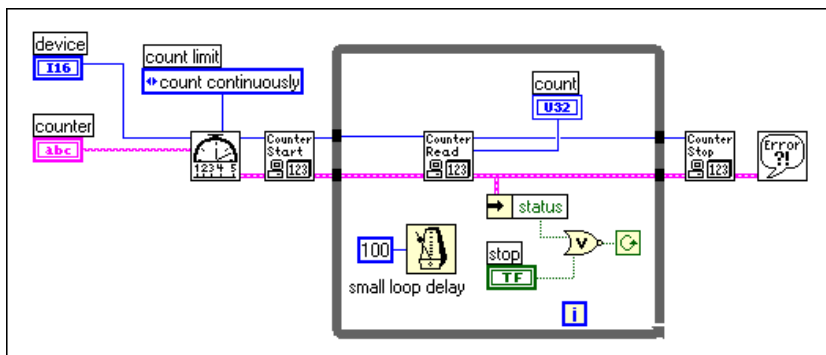 device
I16
count limit
count continuously
counter
abc
1 2 3 4 5
Counter Start
123
Counter Read
123
count
U32
Counter Stop
123
Error ?!
status
100
small loop delay
stop
TF
V
i